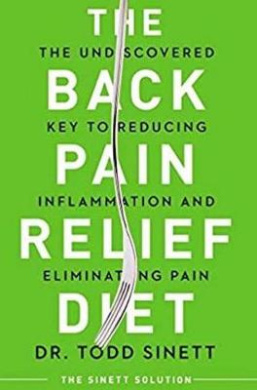 THE
THE UNDISCOVERED
BACK
KEY TO REDUCING
PAIN
INFLAMMATION AND
RELIEF
ELIMINATING PAIN
DIET
DR. TODD SINETT
THE SINETT SOLUTION